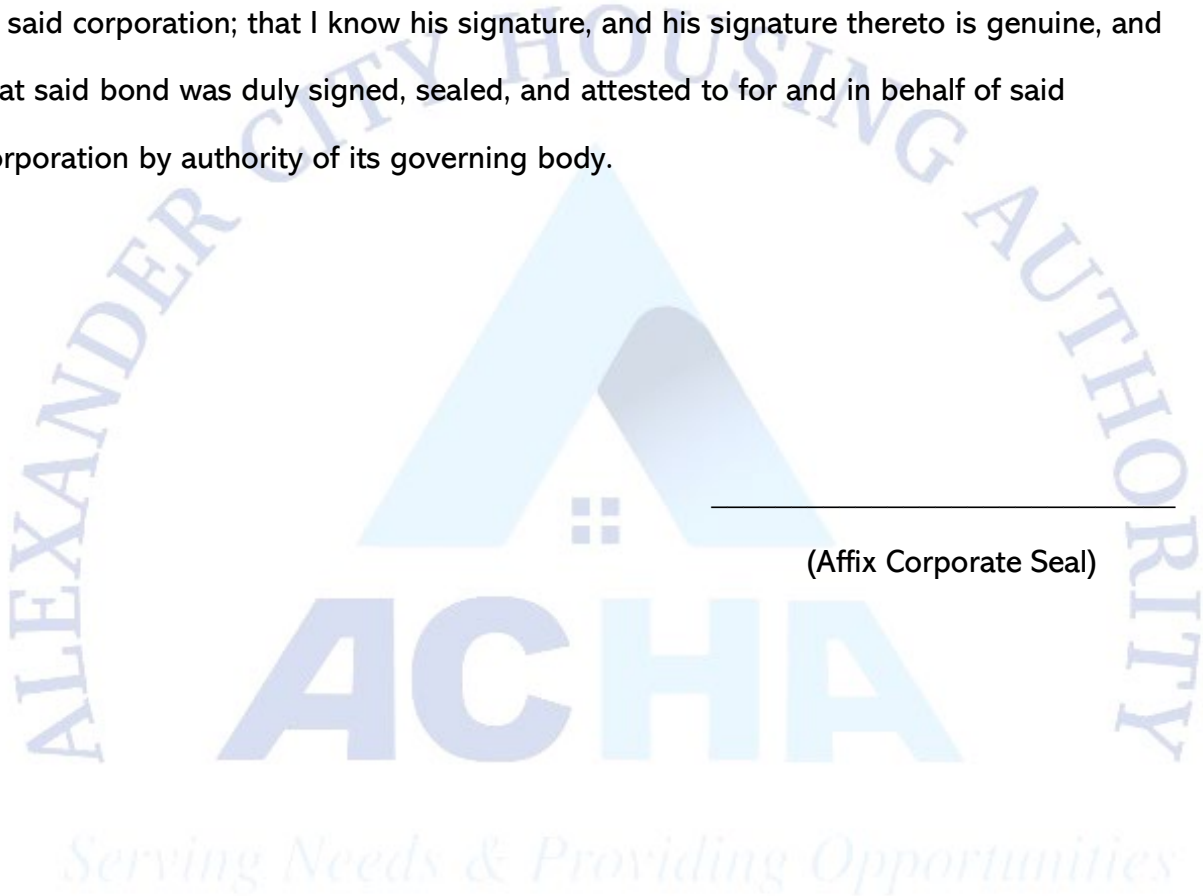 said corporation; that I know his signature, and his signature thereto is genuine, and
at said bond was duly signed, sealed, and attested to for and in behalf of said
orporation by authority of its governing body.
ALEXANDER CITY HOUSING AUTHORITY
(Affix Corporate Seal)
ACHA
Serving Needs & Providing Opportunities